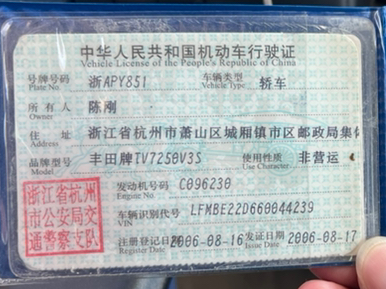 中华人民共和国机动车行驶证
Vehicle License of the People's Republic of China
号牌号码 浙APY851 车辆类型 轿车
Plate No. Vehicle Type
所有人 陈刚
Owner
住址 浙江省杭州市萧山区城厢镇市区邮政局集体
Address
品牌型号 丰田牌TV7250V3S 使用性质 非营运
Model Use Character
发动机号码 C096230
Engine No.
车辆识别代号 LFMBE22D660044239
VIN
注册登记日期 2006-08-16 发证日期 2006-08-17
Register Date Issue Date
浙江省杭州
市公安局交
通警察支队